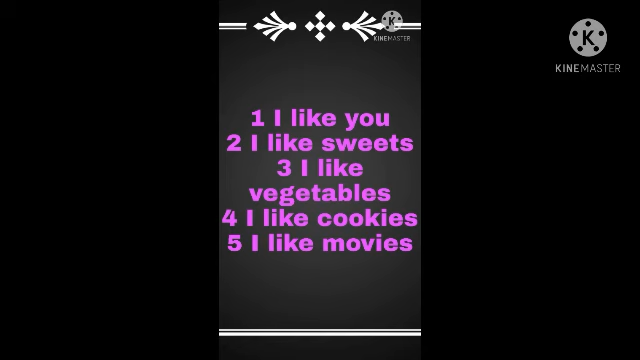 KINEMASTER
KINEMASTER
1 I like you
2 I like sweets
3 I like
vegetables
4 I like cookies
5 I like movies